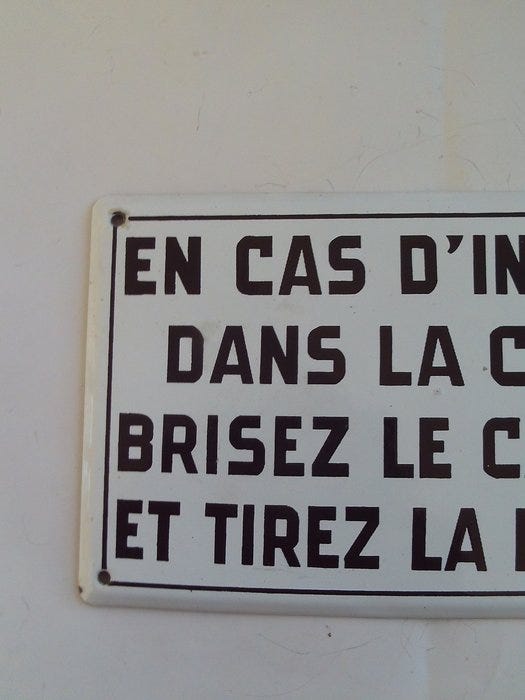 EN CAS D'IN
DANS LA C
BRISEZ LE C
ET TIREZ LA